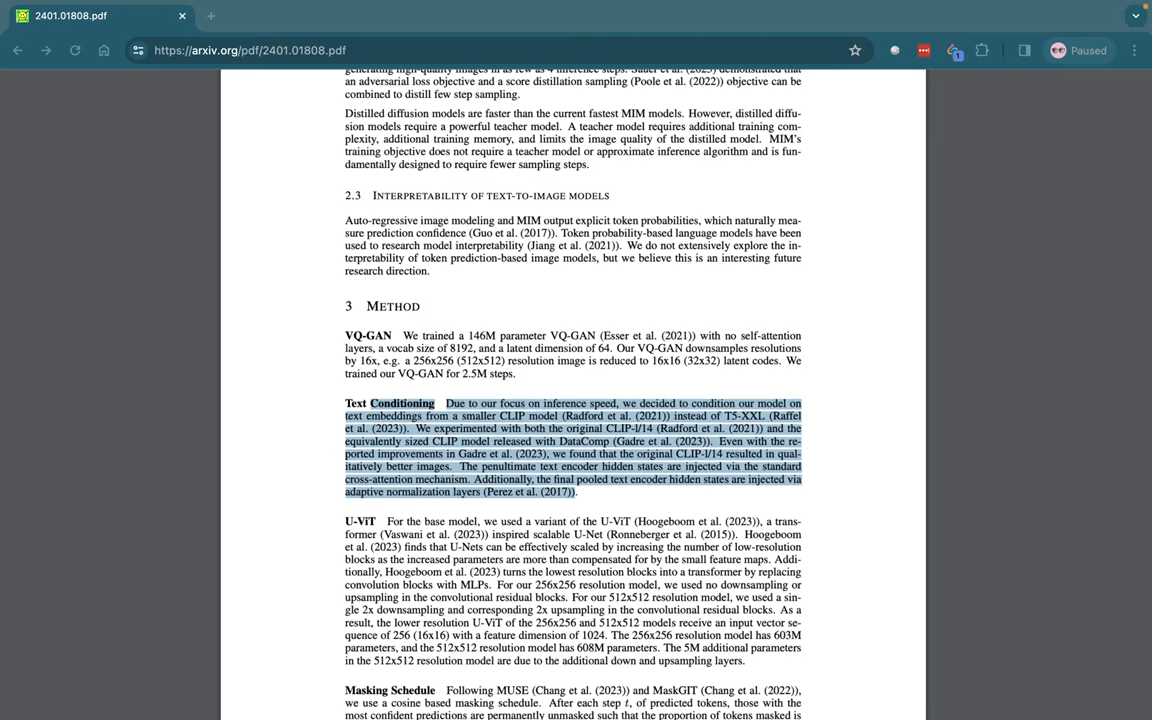 2401.01808.pdf
https://arxiv.org/pdf/2401.01808.pdf
1
Paused
generating high-quality images in as few as 4 inference steps. Sauer et al. (2023) demonstrated that
an adversarial loss objective and a score distillation sampling (Poole et al. (2022)) objective can be
combined to distill few step sampling.
Distilled diffusion models are faster than the current fastest MIM models. However, distilled diffu-
sion models require a powerful teacher model. A teacher model requires additional training com-
plexity, additional training memory, and limits the image quality of the distilled model. MIM's
training objective does not require a teacher model or approximate inference algorithm and is fun-
damentally designed to require fewer sampling steps.
2.3 INTERPRETABILITY OF TEXT-TO-IMAGE MODELS
Auto-regressive image modeling and MIM output explicit token probabilities, which naturally mea-
sure prediction confidence (Guo et al. (2017)). Token probability-based language models have been
used to research model interpretability (Jiang et al. (2021)). We do not extensively explore the in-
terpretability of token prediction-based image models, but we believe this is an interesting future
research direction.
3 METHOD
VQ-GAN We trained a 146M parameter VQ-GAN (Esser et al. (2021)) with no self-attention
layers, a vocab size of 8192, and a latent dimension of 64. Our VQ-GAN downsamples resolutions
by 16x, e.g. a 256x256 (512x512) resolution image is reduced to 16x16 (32x32) latent codes. We
trained our VQ-GAN for 2.5M steps.
Text Conditioning Due to our focus on inference speed, we decided to condition our model on
text embeddings from a smaller CLIP model (Radford et al. (2021)) instead of T5-XXL (Raffel
et al. (2023)). We experimented with both the original CLIP-l/14 (Radford et al. (2021)) and the
equivalently sized CLIP model released with DataComp (Gadre et al. (2023)). Even with the re-
ported improvements in Gadre et al. (2023), we found that the original CLIP-l/14 resulted in qual-
itatively better images. The penultimate text encoder hidden states are injected via the standard
cross-attention mechanism. Additionally, the final pooled text encoder hidden states are injected via
adaptive normalization layers (Perez et al. (2017)).
U-ViT For the base model, we used a variant of the U-ViT (Hoogeboom et al. (2023)), a trans-
former (Vaswani et al. (2023)) inspired scalable U-Net (Ronneberger et al. (2015)). Hoogeboom
et al. (2023) finds that U-Nets can be effectively scaled by increasing the number of low-resolution
blocks as the increased parameters are more than compensated for by the small feature maps. Addi-
tionally, Hoogeboom et al. (2023) turns the lowest resolution blocks into a transformer by replacing
convolution blocks with MLPs. For our 256x256 resolution model, we used no downsampling or
upsampling in the convolutional residual blocks. For our 512x512 resolution model, we used a sin-
gle 2x downsampling and corresponding 2x upsampling in the convolutional residual blocks. As a
result, the lower resolution U-ViT of the 256x256 and 512x512 models receive an input vector se-
quence of 256 (16x16) with a feature dimension of 1024. The 256x256 resolution model has 603M
parameters, and the 512x512 resolution model has 608M parameters. The 5M additional parameters
in the 512x512 resolution model are due to the additional down and upsampling layers.
Masking Schedule Following MUSE (Chang et al. (2023)) and MaskGIT (Chang et al. (2022)),
we use a cosine based masking schedule. After each step t, of predicted tokens, those with the
most confident predictions are permanently unmasked such that the proportion of tokens masked is